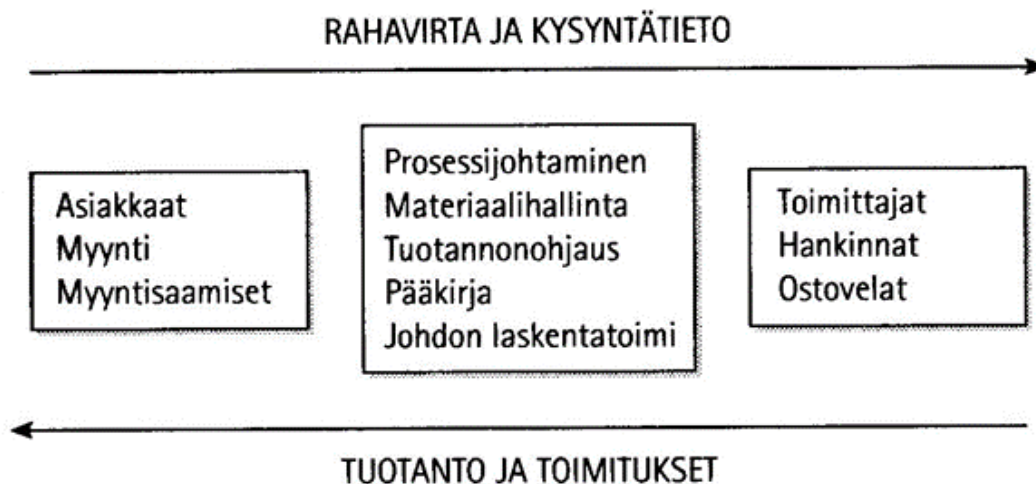 RAHAVIRTA JA KYSYNTÄTIETO
Asiakkaat
Myynti
Myyntisaamiset
Prosessijohtaminen
Materiaalihallinta
Tuotannonohjaus
Pääkirja
Johdon laskentatoimi
Toimittajat
Hankinnat
Ostovelat
TUOTANTO JA TOIMITUKSET